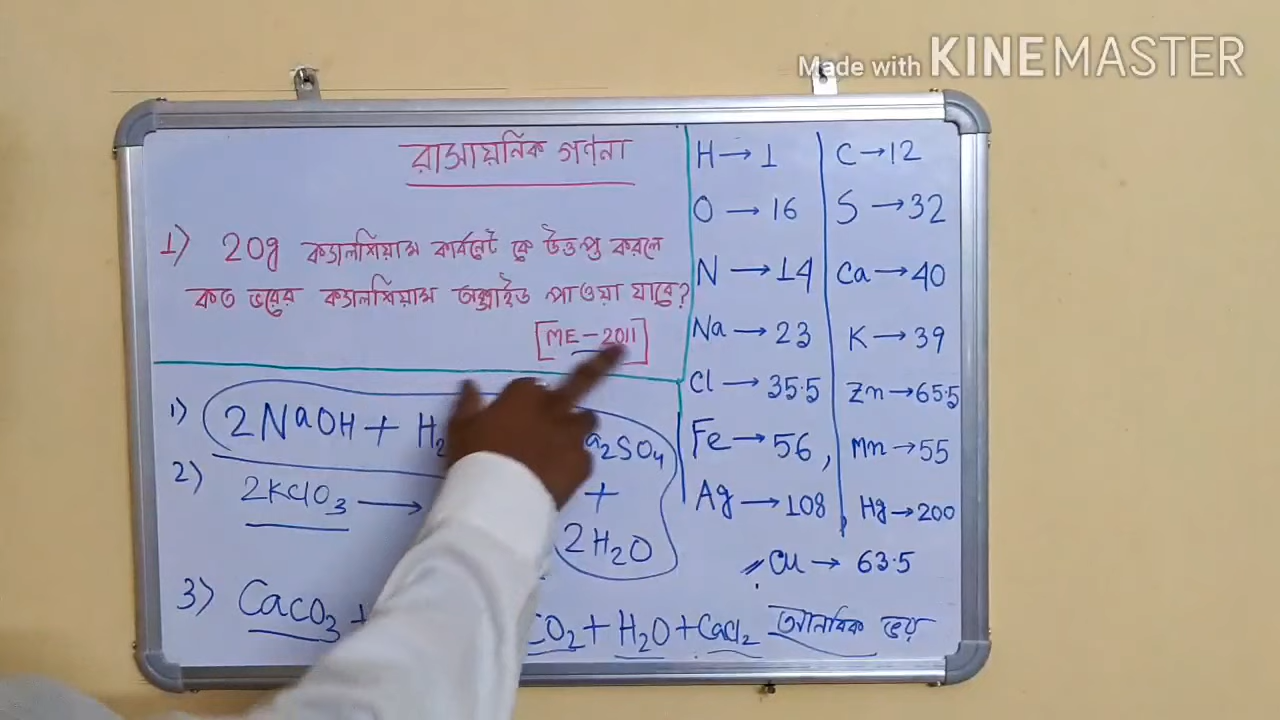 Made with KINEMASTER
রাসায়নিক গণনা
1) 20g ক্যালশিয়াম কার্বনেট কে উত্তপ্ত করলে
কত ভরের ক্যালশিয়াম অক্সাইড পাওয়া যাবে?
[ME-2011]
1) 2NaOH + H₂ a₂SO₄
+
2H₂O
2) 2KClO₃ →
3) CaCO₃ + CO₂ + H₂O + CaCl₂
H → 1
O → 16
N → 14
Na → 23
Cl → 35.5
Fe → 56,
Ag → 108
C → 12
S → 32
Ca → 40
K → 39
Zn → 65.5
Mn → 55
Hg → 200
Cu → 63.5
আনবিক ভর